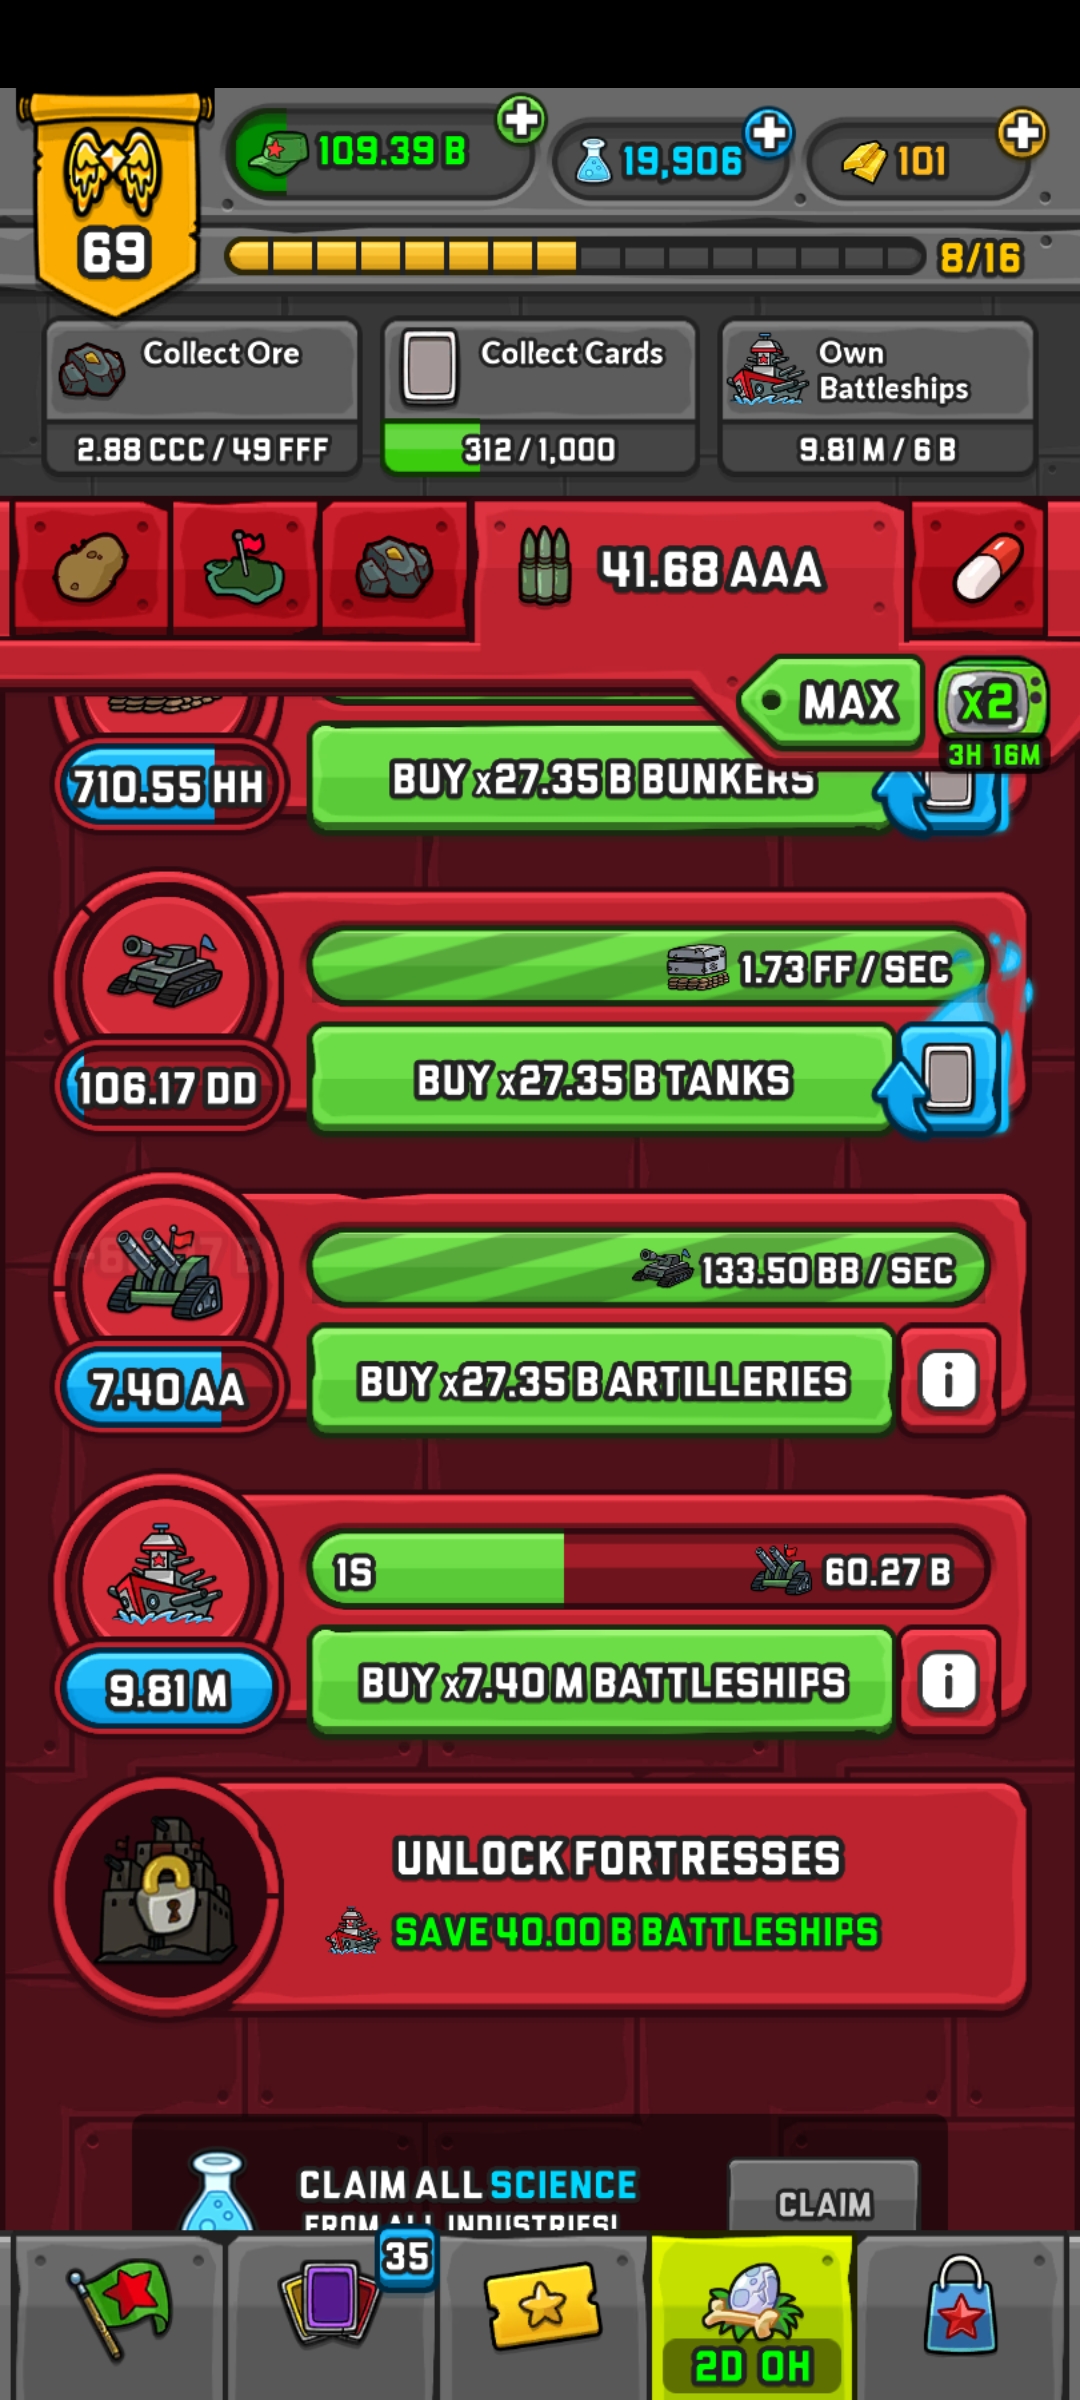 69
109.39 B
19,906
101
8/16
Collect Ore
2.88 CCC / 49 FFF
Collect Cards
312 / 1,000
Own
Battleships
9.81 M / 6 B
41.68 AAA
MAX
x2
3H 16M
710.55 HH
BUY x27.35 B BUNKERS
1.73 FF / SEC
106.17 DD
BUY x27.35 B TANKS
133.50 BB / SEC
7.40 AA
BUY x27.35 B ARTILLERIES
i
1S
60.27 B
9.81 M
BUY x7.40 M BATTLESHIPS
i
UNLOCK FORTRESSES
SAVE 40.00 B BATTLESHIPS
CLAIM ALL SCIENCE
FROM ALL INDUSTRIES!
CLAIM
35
2D 0H